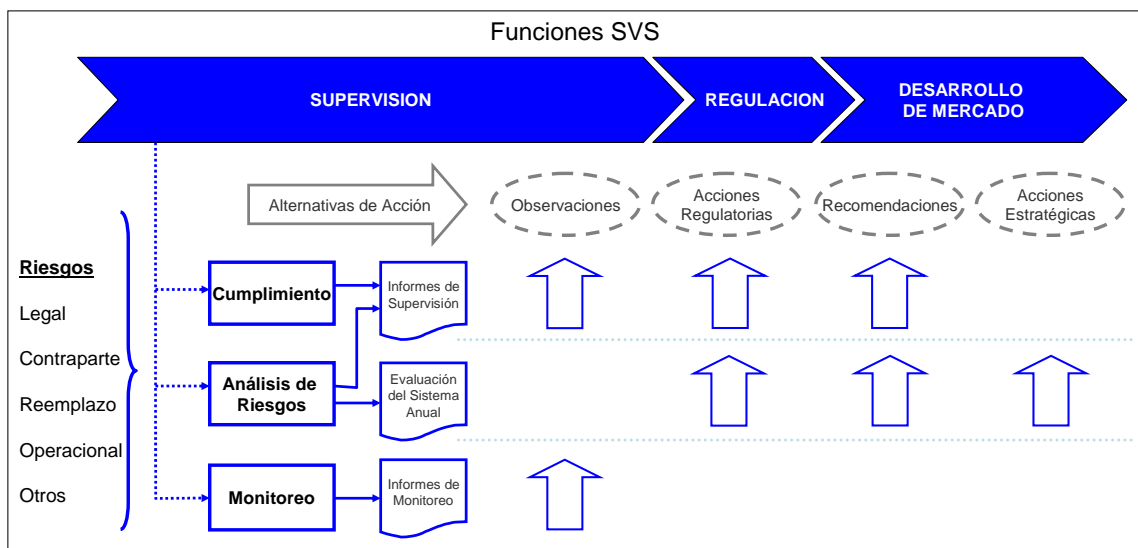 Funciones SVS
SUPERVISION
REGULACION
DESARROLLO
DE MERCADO
Alternativas de Acción
Observaciones
Acciones
Regulatorias
Recomendaciones
Acciones
Estratégicas
Riesgos
Legal
Contraparte
Reemplazo
Operacional
Otros
Cumplimiento
Informes de
Supervisión
Análisis de
Riesgos
Evaluación
del Sistema
Anual
Monitoreo
Informes de
Monitoreo